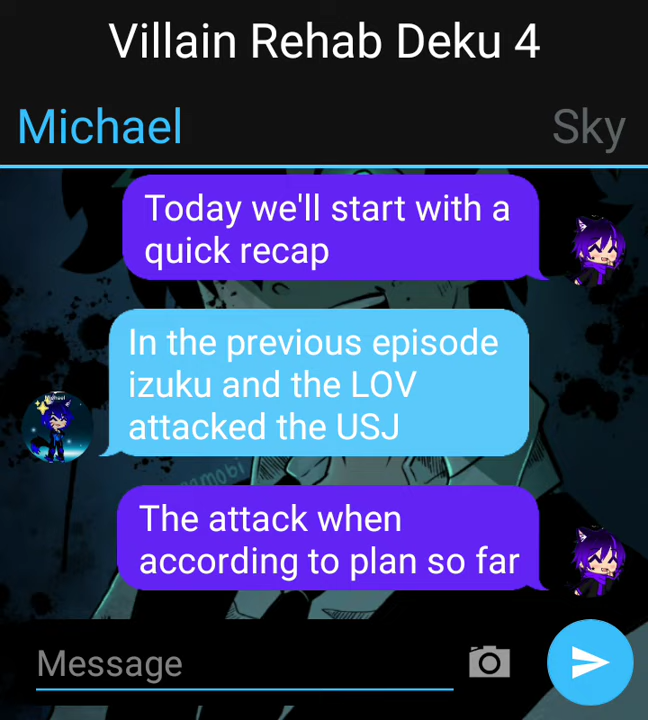 Villain Rehab Deku 4
Michael
Sky
Today we'll start with a
quick recap
In the previous episode
izuku and the LOV
attacked the USJ
Michael
The attack when
according to plan so far
Message